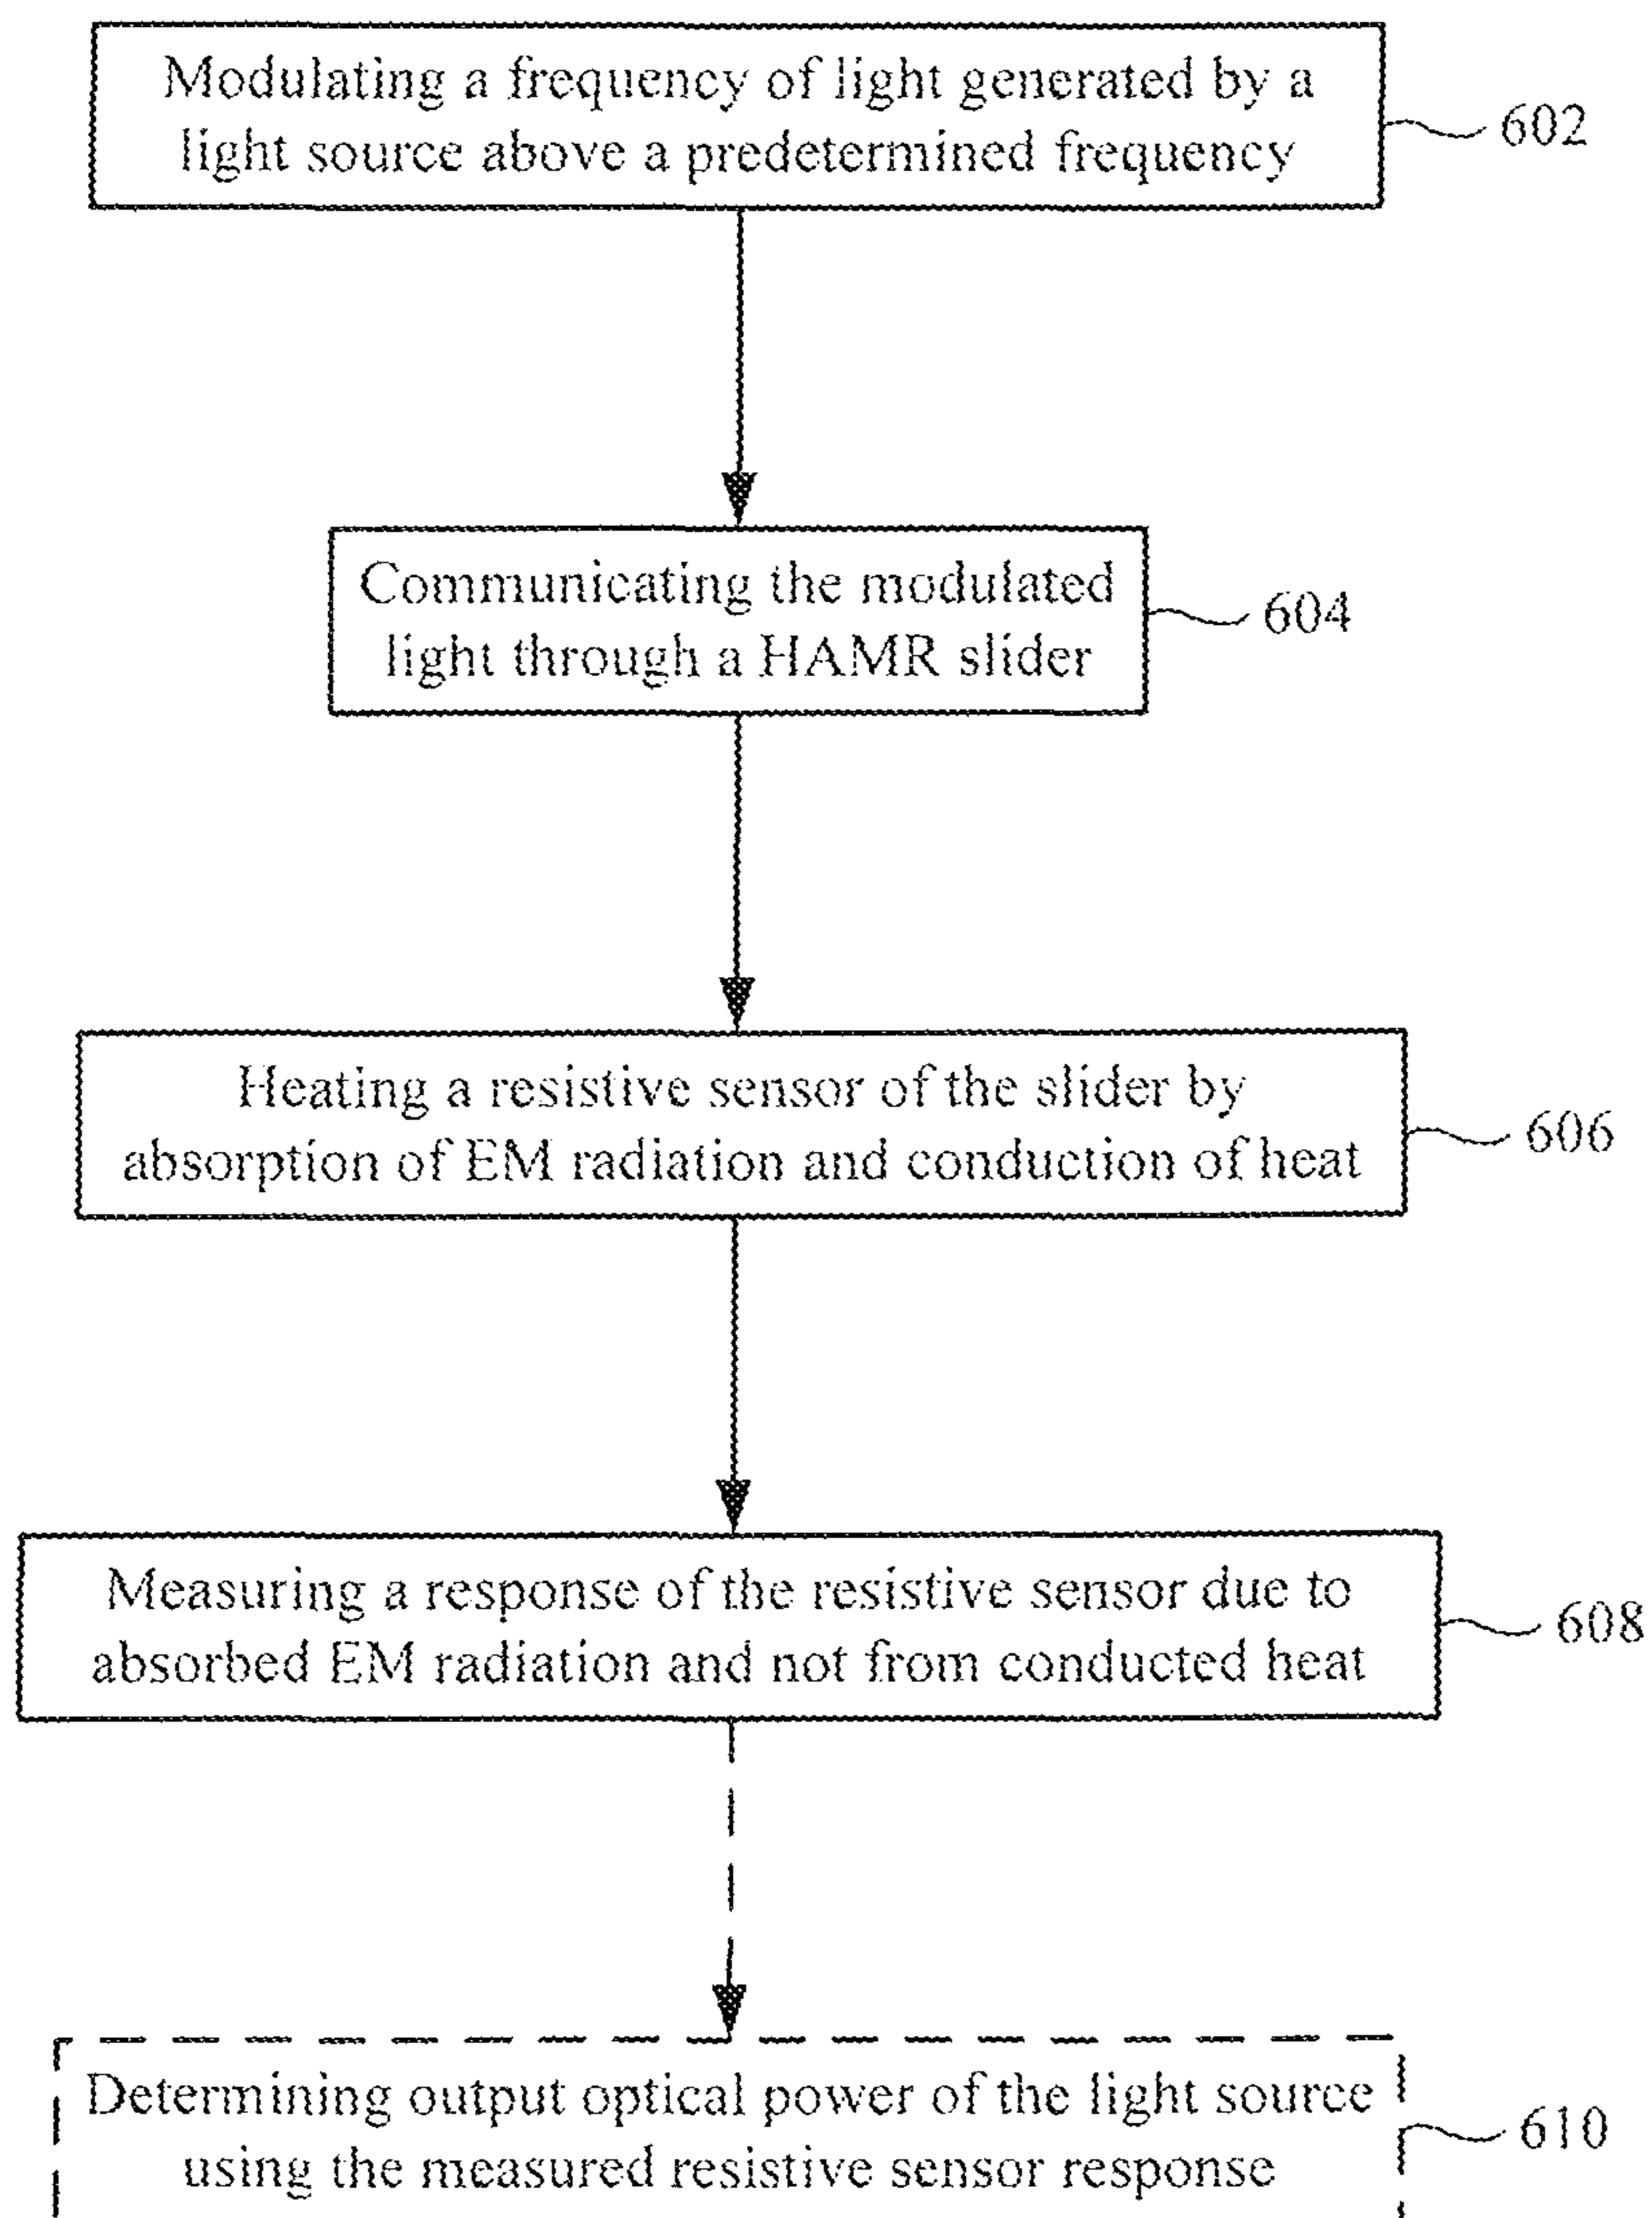 Modulating a frequency of light generated by a
light source above a predetermined frequency
602
Communicating the modulated
light through a HAMR slider
604
Heating a resistive sensor of the slider by
absorption of EM radiation and conduction of heat
606
Measuring a response of the resistive sensor due to
absorbed EM radiation and not from conducted heat
608
Determining output optical power of the light source
using the measured resistive sensor response
610